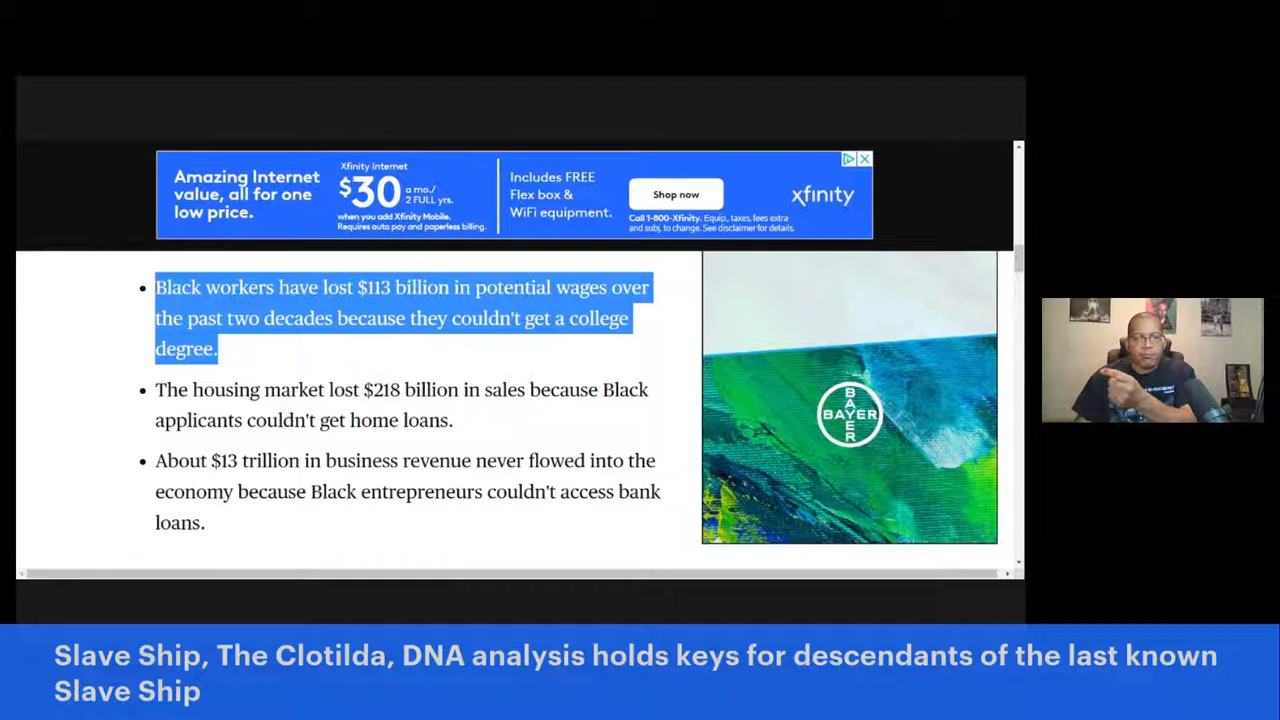 Amazing Internet
value, all for one
low price.
Xfinity Internet
$30 a mo./
2 FULL yrs.
when you add Xfinity Mobile.
Requires auto pay and paperless billing.
Includes FREE
Flex box &
WiFi equipment.
Shop now
Call 1-800-Xfinity. Equip., taxes, fees extra
and subj. to change. See disclaimer for details.
xfinity
• Black workers have lost $113 billion in potential wages over
the past two decades because they couldn't get a college
degree.
• The housing market lost $218 billion in sales because Black
applicants couldn't get home loans.
• About $13 trillion in business revenue never flowed into the
economy because Black entrepreneurs couldn't access bank
loans.
BAYER
BAYER
Slave Ship, The Clotilda, DNA analysis holds keys for descendants of the last known
Slave Ship